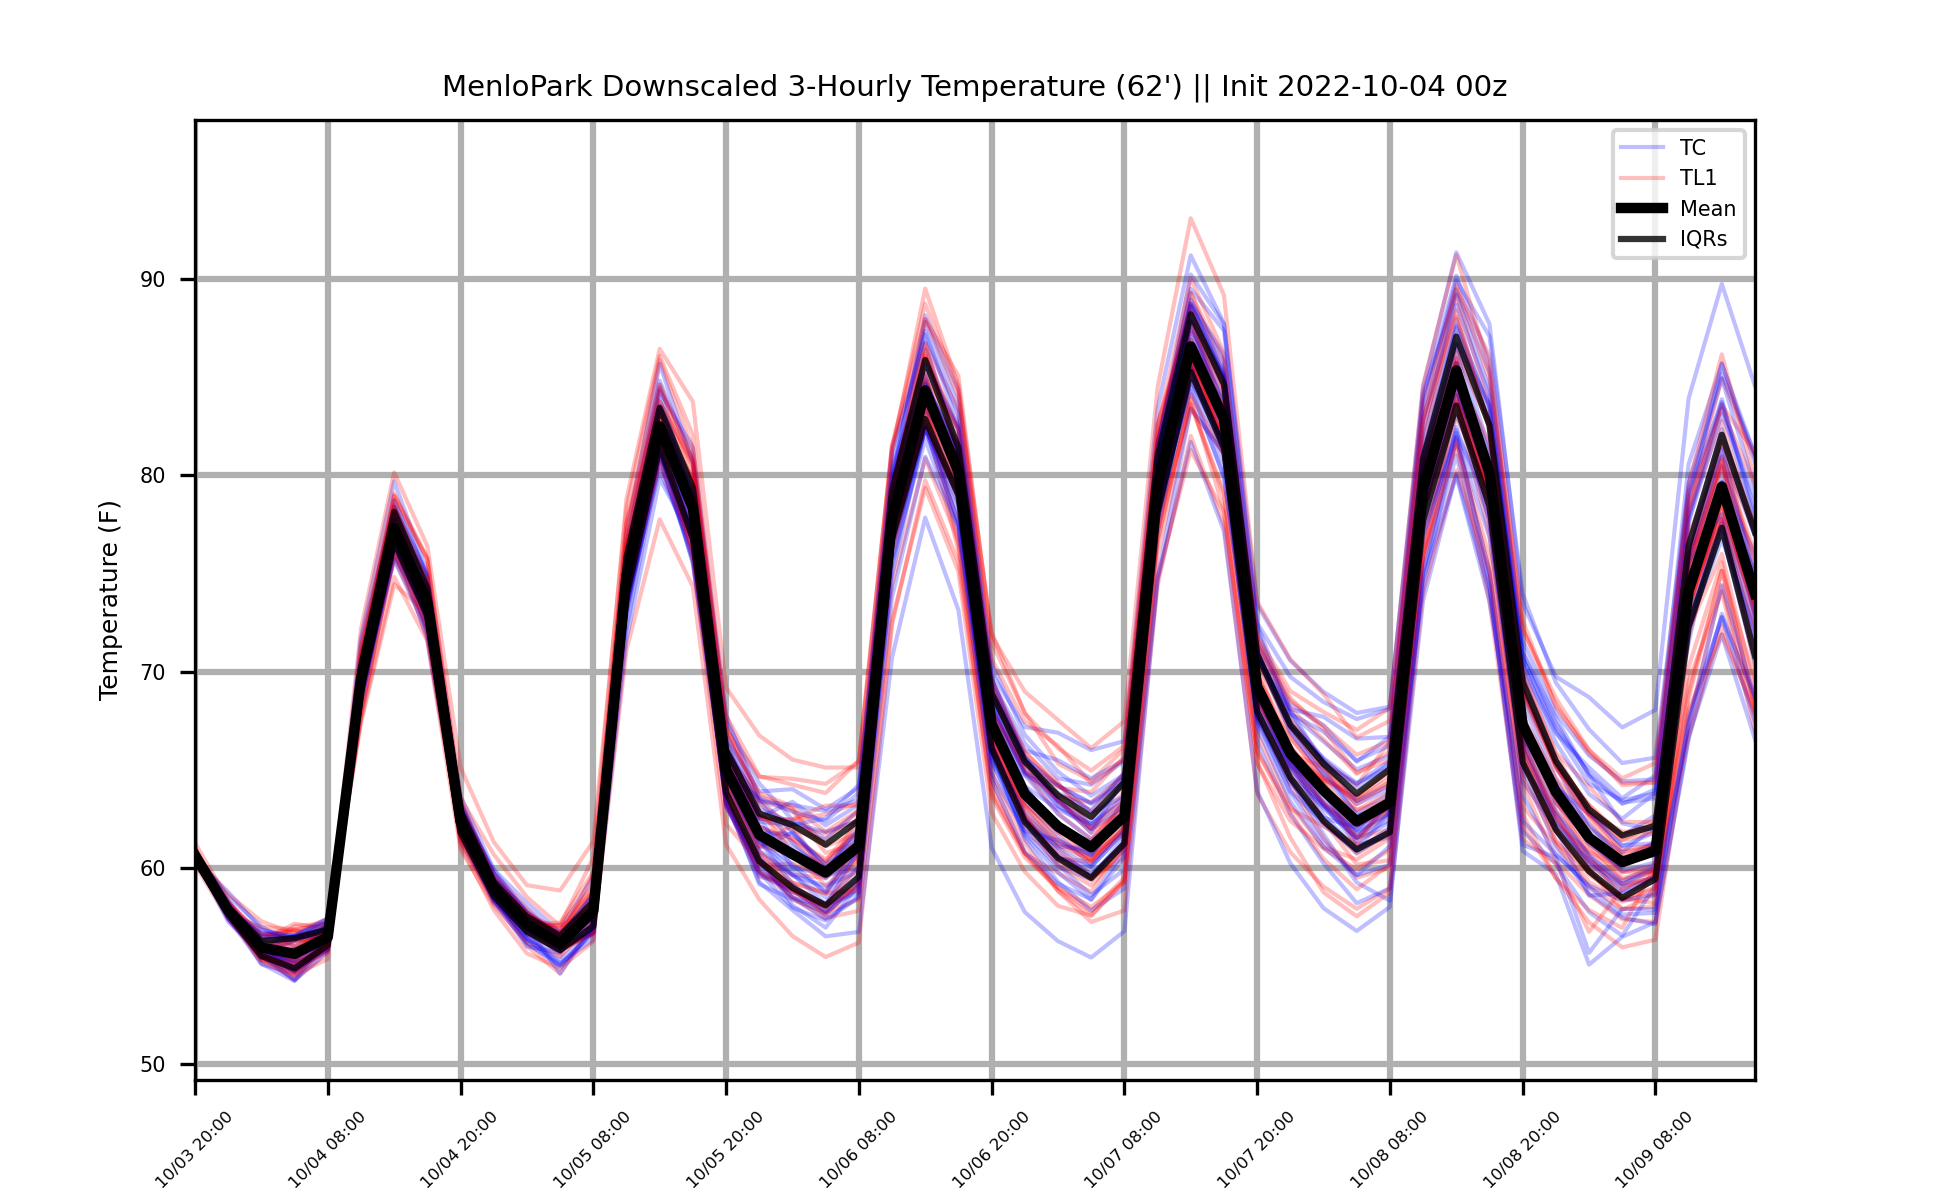 MenloPark Downscaled 3-Hourly Temperature (62') || Init 2022-10-04 00z
TC
TL1
Mean
IQRs
Temperature (F)
90
80
70
60
50
10/03 20:00
10/04 08:00
10/04 20:00
10/05 08:00
10/05 20:00
10/06 08:00
10/06 20:00
10/07 08:00
10/07 20:00
10/08 08:00
10/08 20:00
10/09 08:00